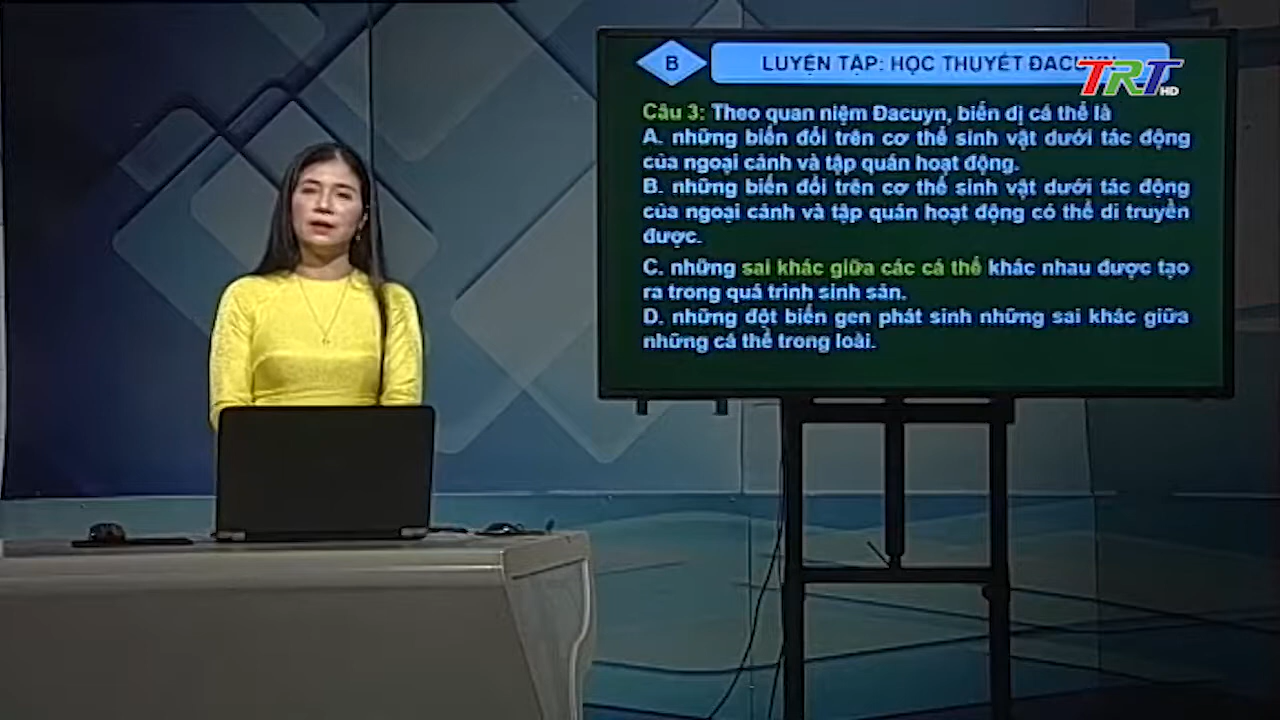 B
LUYỆN TẬP: HỌC THUYẾT ĐACUYN
TRT HD
Câu 3: Theo quan niệm Đacuyn, biến dị cá thể là
A. những biến đổi trên cơ thể sinh vật dưới tác động
của ngoại cảnh và tập quán hoạt động.
B. những biến đổi trên cơ thể sinh vật dưới tác động
của ngoại cảnh và tập quán hoạt động có thể di truyền
được.
C. những sai khác giữa các cá thể khác nhau được tạo
ra trong quá trình sinh sản.
D. những đột biến gen phát sinh những sai khác giữa
những cá thể trong loài.